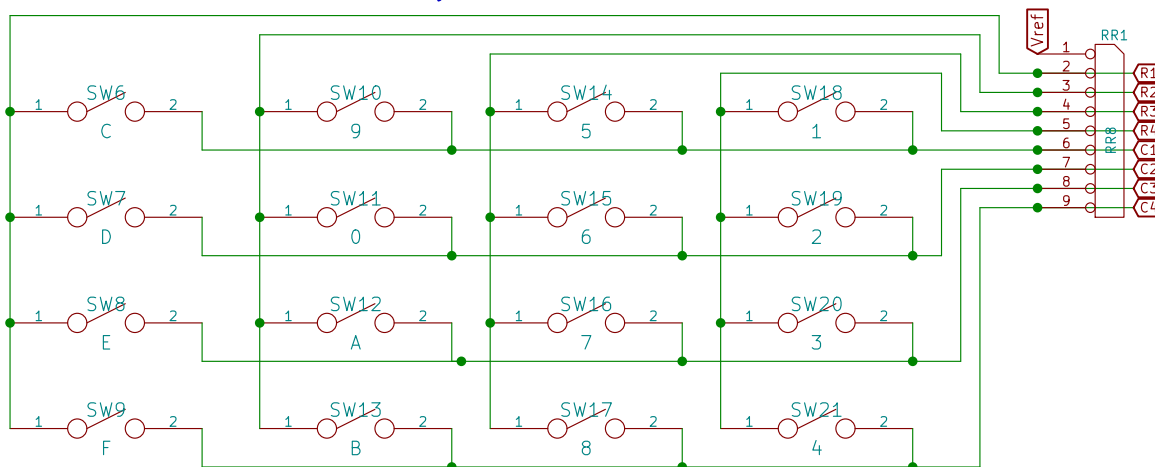 Vref
RR1
1
2 R1
3 R2
4 R3
5 R4
6 C1
7 C2
8 C3
9 C4
RR8
SW6 SW10 SW14 SW18
1 2 1 2 1 2 1 2
C 9 5 1
SW7 SW11 SW15 SW19
1 2 1 2 1 2 1 2
D 0 6 2
SW8 SW12 SW16 SW20
1 2 1 2 1 2 1 2
E A 7 3
SW9 SW13 SW17 SW21
1 2 1 2 1 2 1 2
F B 8 4